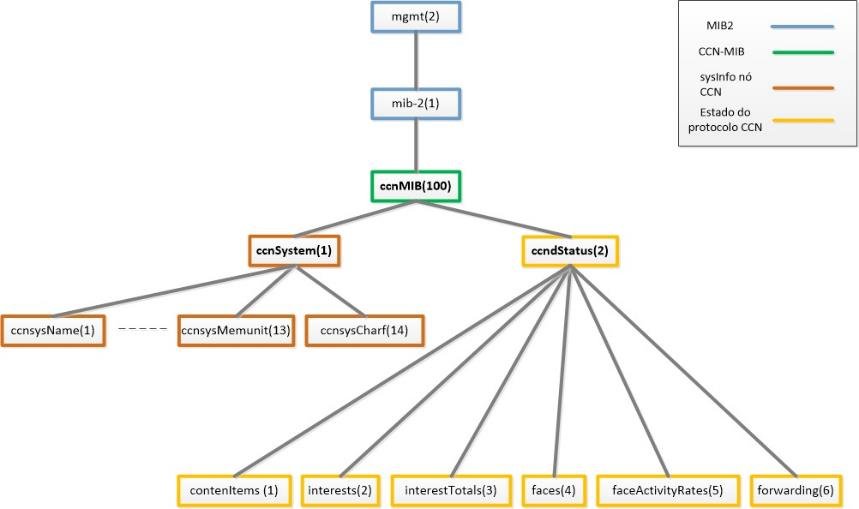 mgmt(2)
MIB2
CCN-MIB
sysInfo nó
CCN
Estado do
protocolo CCN
mib-2(1)
ccnMIB(100)
ccnSystem(1)
ccndStatus(2)
ccnsysName(1)
ccnsysMemunit(13)
ccnsysCharf(14)
contenItems (1)
interests(2)
interestTotals(3)
faces(4)
faceActivityRates(5)
forwarding(6)